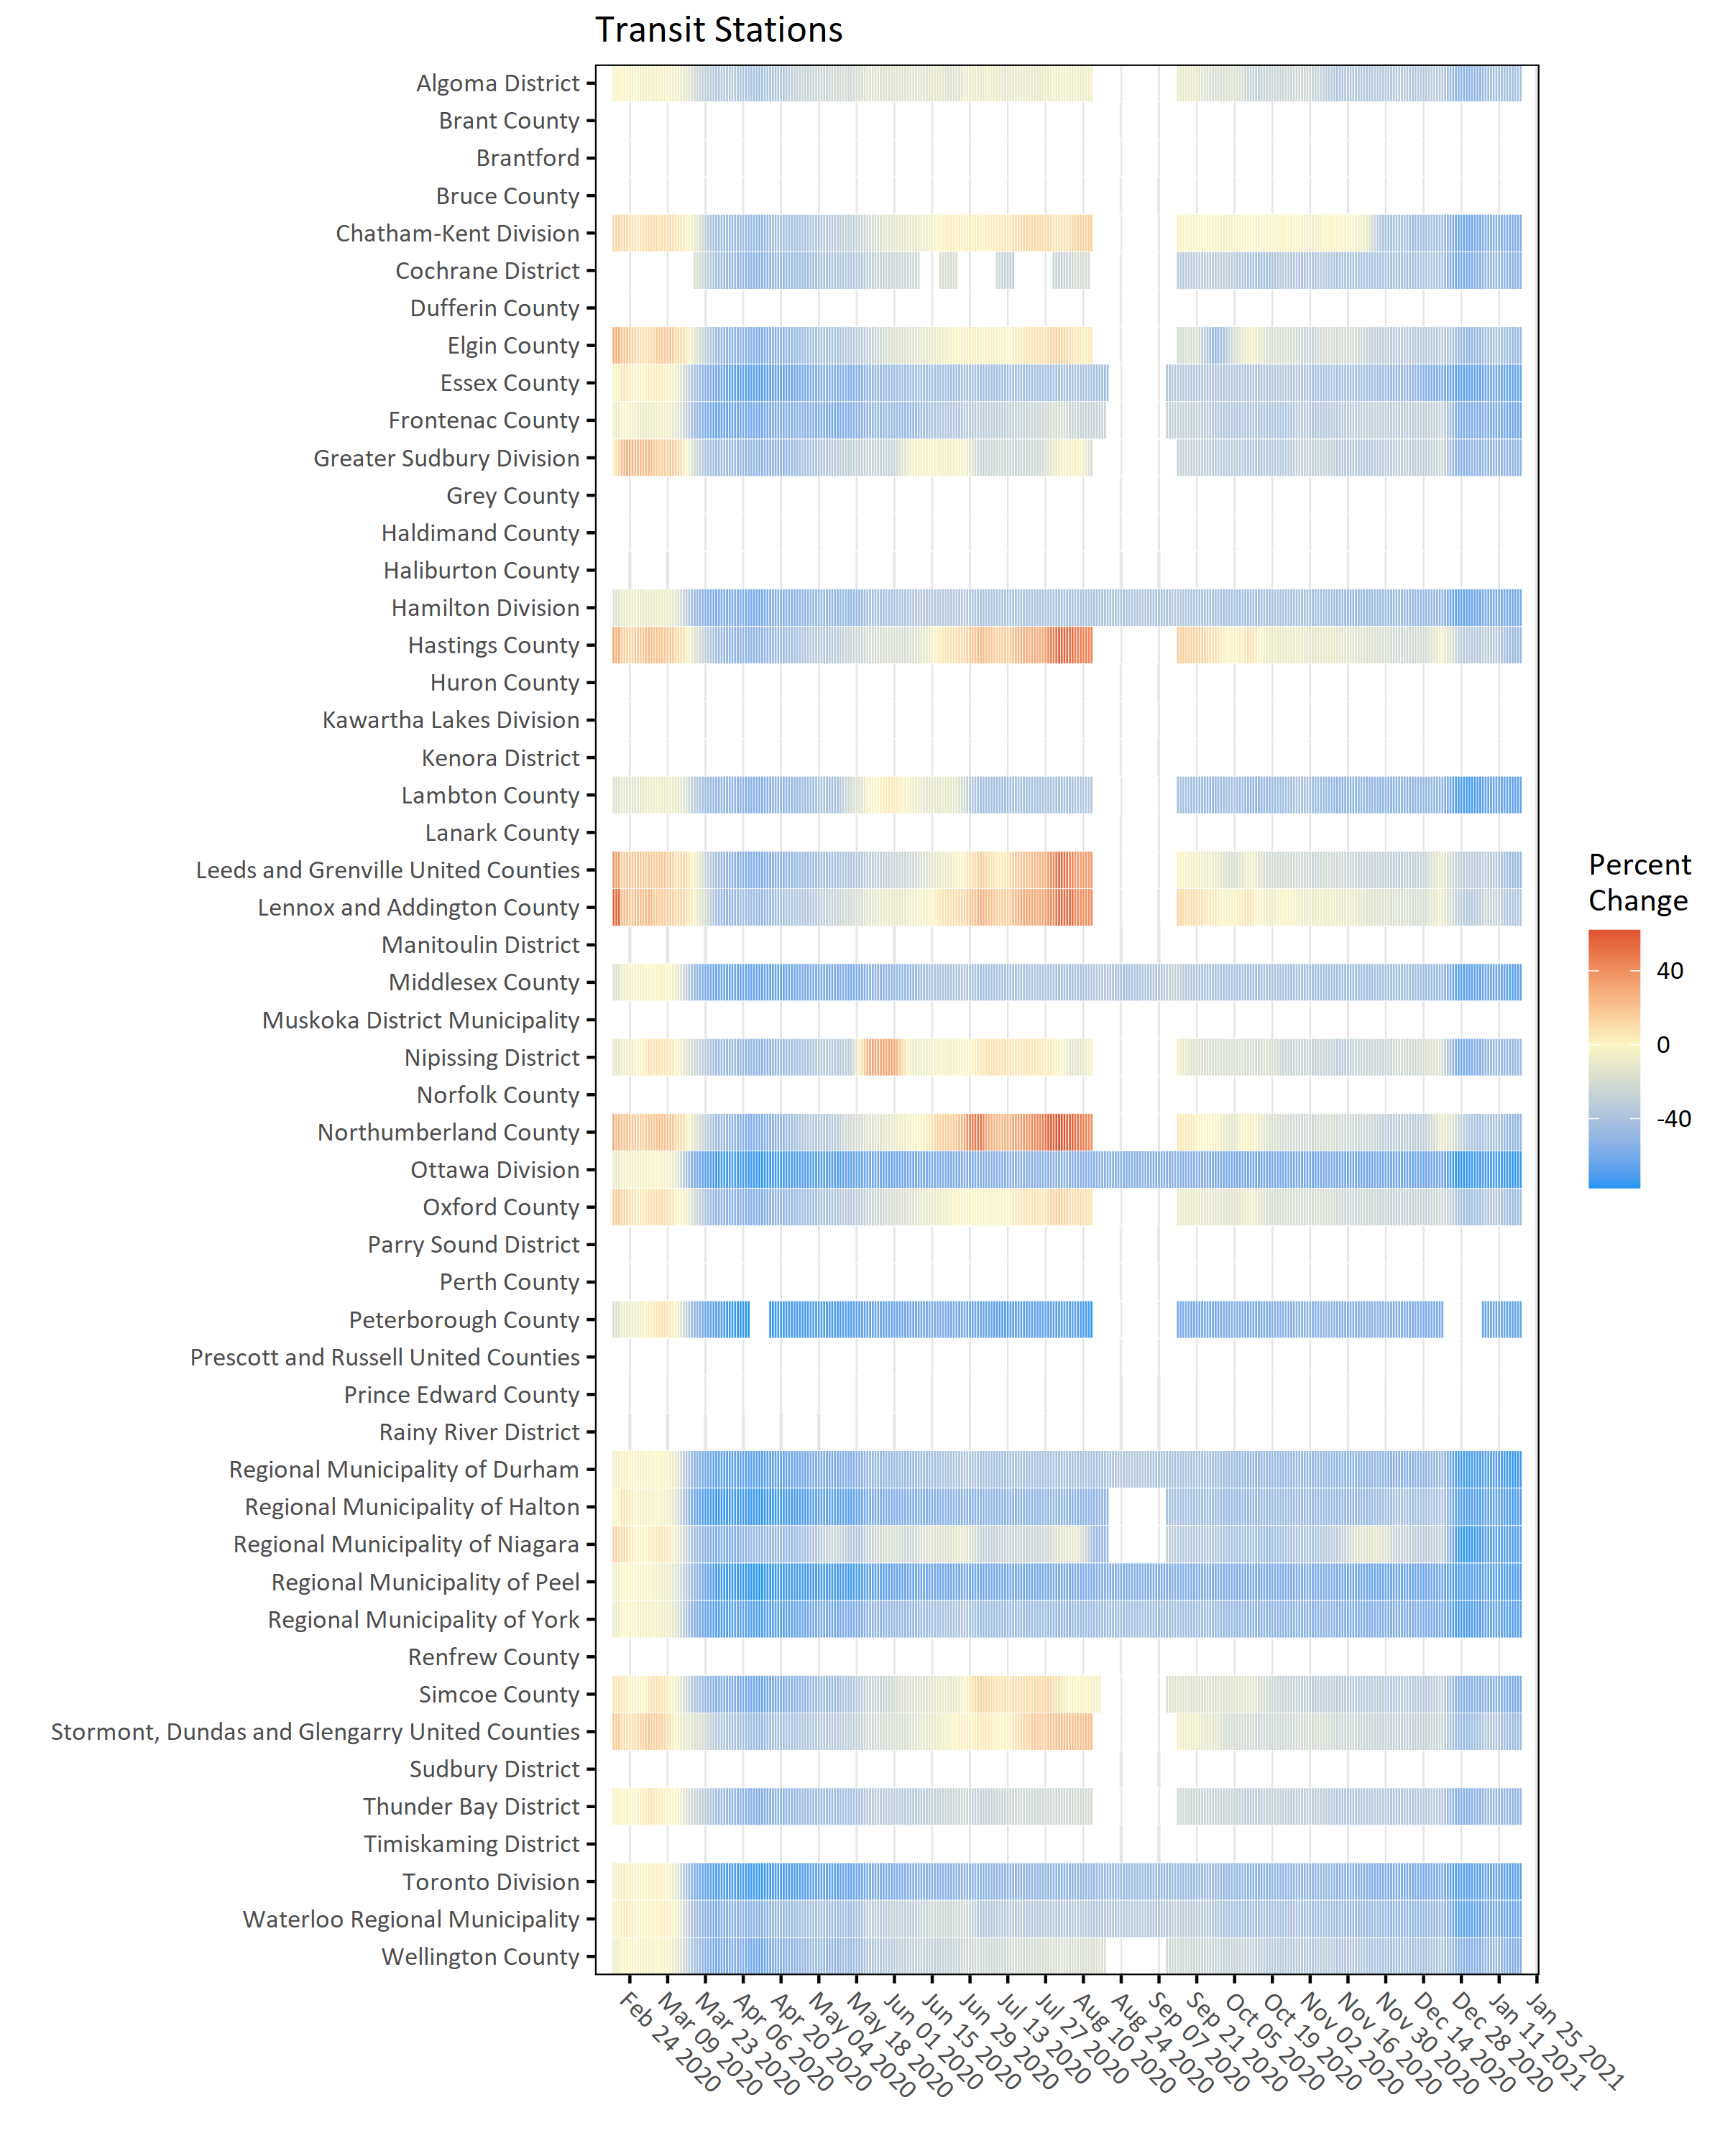 Transit Stations
Algoma District
Brant County
Brantford
Bruce County
Chatham-Kent Division
Cochrane District
Dufferin County
Elgin County
Essex County
Frontenac County
Greater Sudbury Division
Grey County
Haldimand County
Haliburton County
Hamilton Division
Hastings County
Huron County
Kawartha Lakes Division
Kenora District
Lambton County
Lanark County
Leeds and Grenville United Counties
Lennox and Addington County
Manitoulin District
Middlesex County
Muskoka District Municipality
Nipissing District
Norfolk County
Northumberland County
Ottawa Division
Oxford County
Parry Sound District
Perth County
Peterborough County
Prescott and Russell United Counties
Prince Edward County
Rainy River District
Regional Municipality of Durham
Regional Municipality of Halton
Regional Municipality of Niagara
Regional Municipality of Peel
Regional Municipality of York
Renfrew County
Simcoe County
Stormont, Dundas and Glengarry United Counties
Sudbury District
Thunder Bay District
Timiskaming District
Toronto Division
Waterloo Regional Municipality
Wellington County
Feb 24 2020
Mar 09 2020
Mar 23 2020
Apr 06 2020
Apr 20 2020
May 04 2020
May 18 2020
Jun 01 2020
Jun 15 2020
Jun 29 2020
Jul 13 2020
Jul 27 2020
Aug 10 2020
Aug 24 2020
Sep 07 2020
Sep 21 2020
Oct 05 2020
Oct 19 2020
Nov 02 2020
Nov 16 2020
Nov 30 2020
Dec 14 2020
Dec 28 2020
Jan 11 2021
Jan 25 2021
Percent
Change
40
0
-40